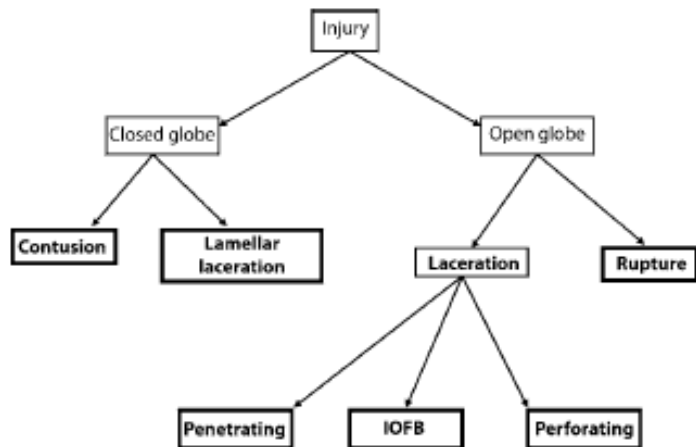 Injury
Closed globe
Open globe
Contusion
Lamellar
laceration
Laceration
Rupture
Penetrating
IOFB
Perforating